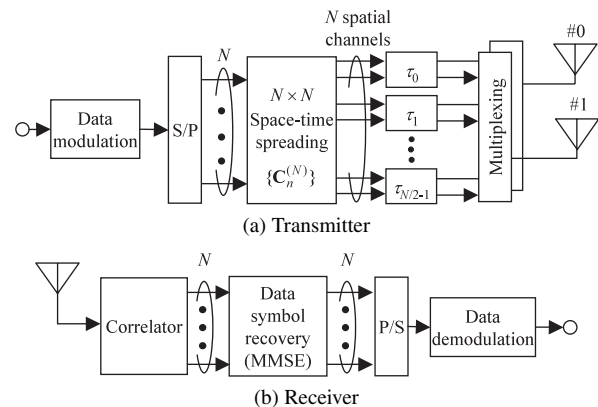 N spatial
channels
N
#0
#1
Data
modulation
S/P
N × N
Space-time
spreading
{C_n^(N)}
τ_0
τ_1
τ_N/2-1
Multiplexing
(a) Transmitter
N
N
Correlator
Data
symbol
recovery
(MMSE)
P/S
Data
demodulation
(b) Receiver